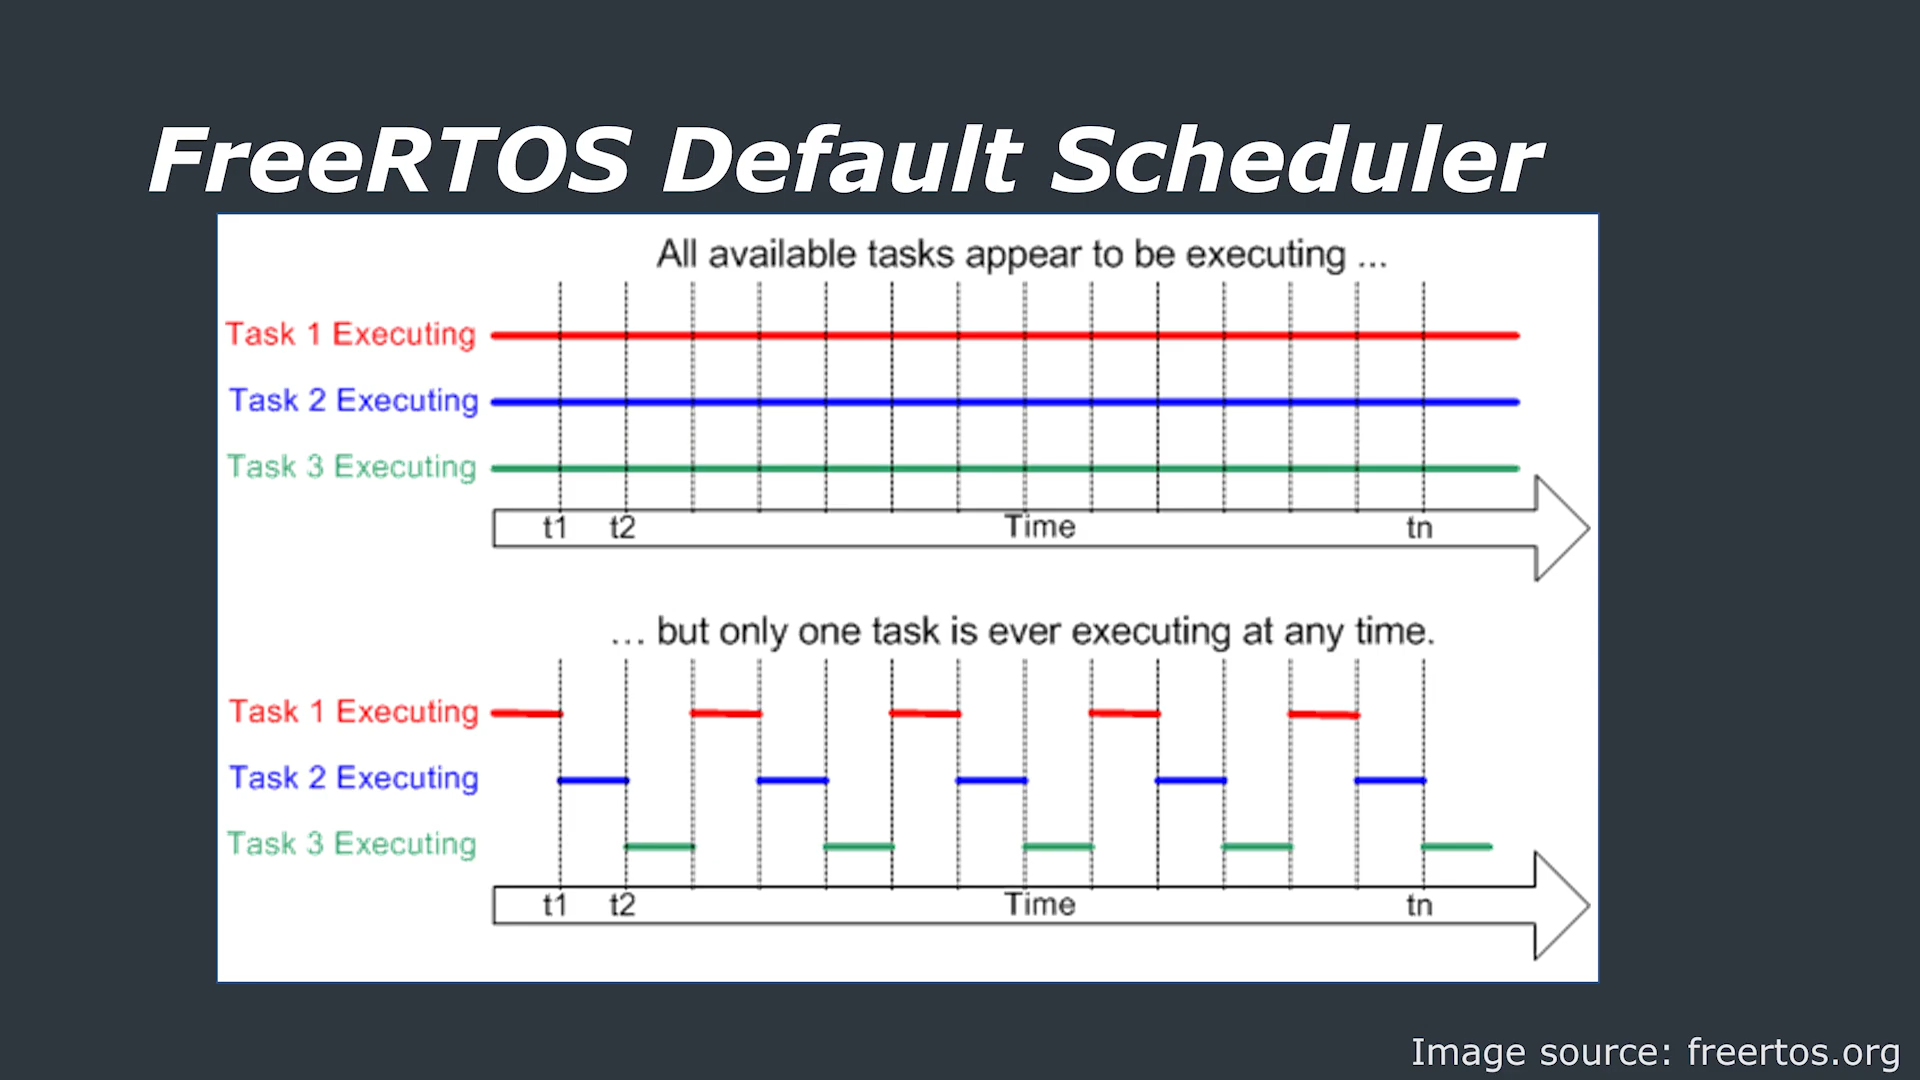 FreeRTOS Default Scheduler
All available tasks appear to be executing ...
Task 1 Executing
Task 2 Executing
Task 3 Executing
t1 t2 Time tn
... but only one task is ever executing at any time.
Task 1 Executing
Task 2 Executing
Task 3 Executing
t1 t2 Time tn
Image source: freertos.org